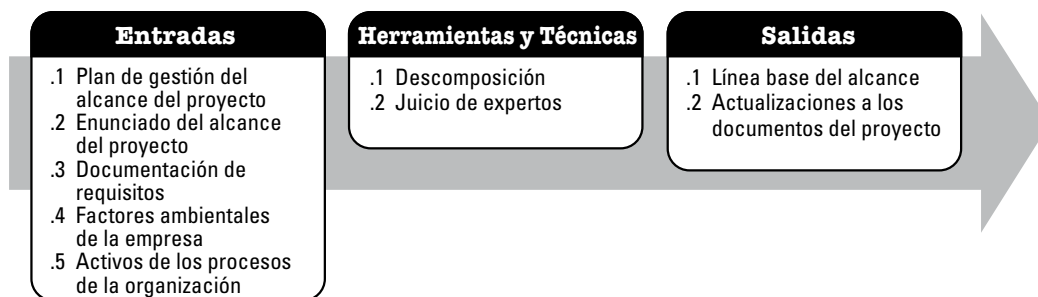 Entradas
.1 Plan de gestión del
alcance del proyecto
.2 Enunciado del alcance
del proyecto
.3 Documentación de
requisitos
.4 Factores ambientales
de la empresa
.5 Activos de los procesos
de la organización
Herramientas y Técnicas
.1 Descomposición
.2 Juicio de expertos
Salidas
.1 Línea base del alcance
.2 Actualizaciones a los
documentos del proyecto